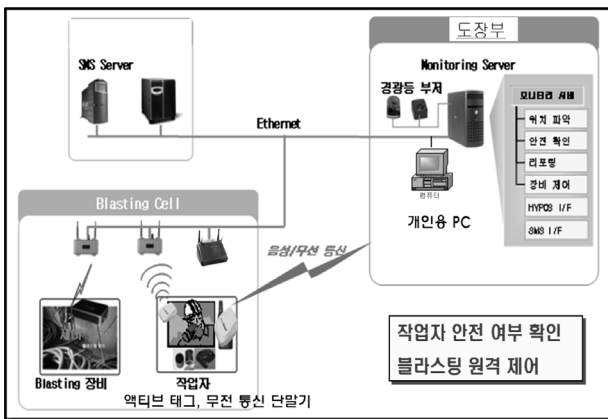 도장부
SMS Server
Monitoring Server
경광등 부저
모니터링 서버
위치 파악
안전 확인
리포팅
장비 제어
HYPOS I/F
SMS I/F
Ethernet
컴퓨터
개인용 PC
Blasting Cell
음성/무선 통신
Blasting 장비
작업자
액티브 태그, 무전 통신 단말기
작업자 안전 여부 확인
블라스팅 원격 제어